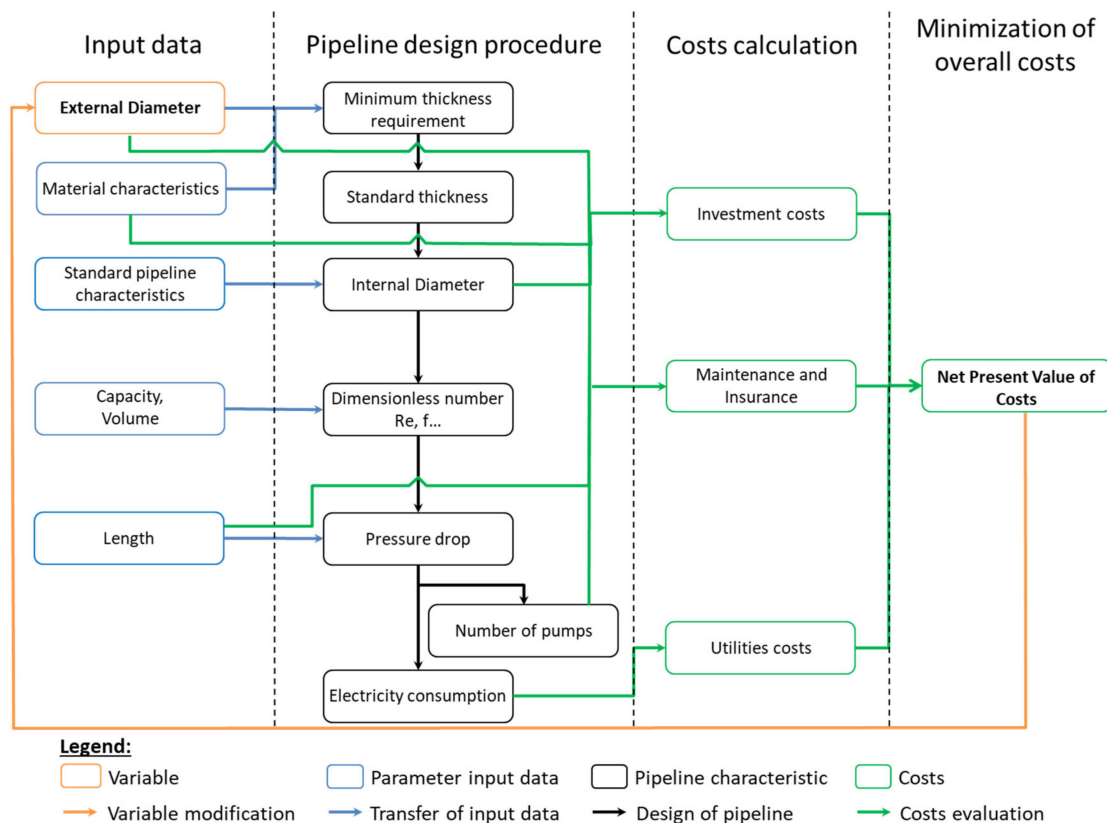 Input data
Pipeline design procedure
Costs calculation
Minimization of
overall costs
External Diameter
Material characteristics
Standard pipeline
characteristics
Capacity,
Volume
Length
Minimum thickness
requirement
Standard thickness
Internal Diameter
Dimensionless number
Re, f...
Pressure drop
Number of pumps
Electricity consumption
Investment costs
Maintenance and
Insurance
Utilities costs
Net Present Value of
Costs
Legend:
Variable
Parameter input data
Pipeline characteristic
Costs
Variable modification
Transfer of input data
Design of pipeline
Costs evaluation